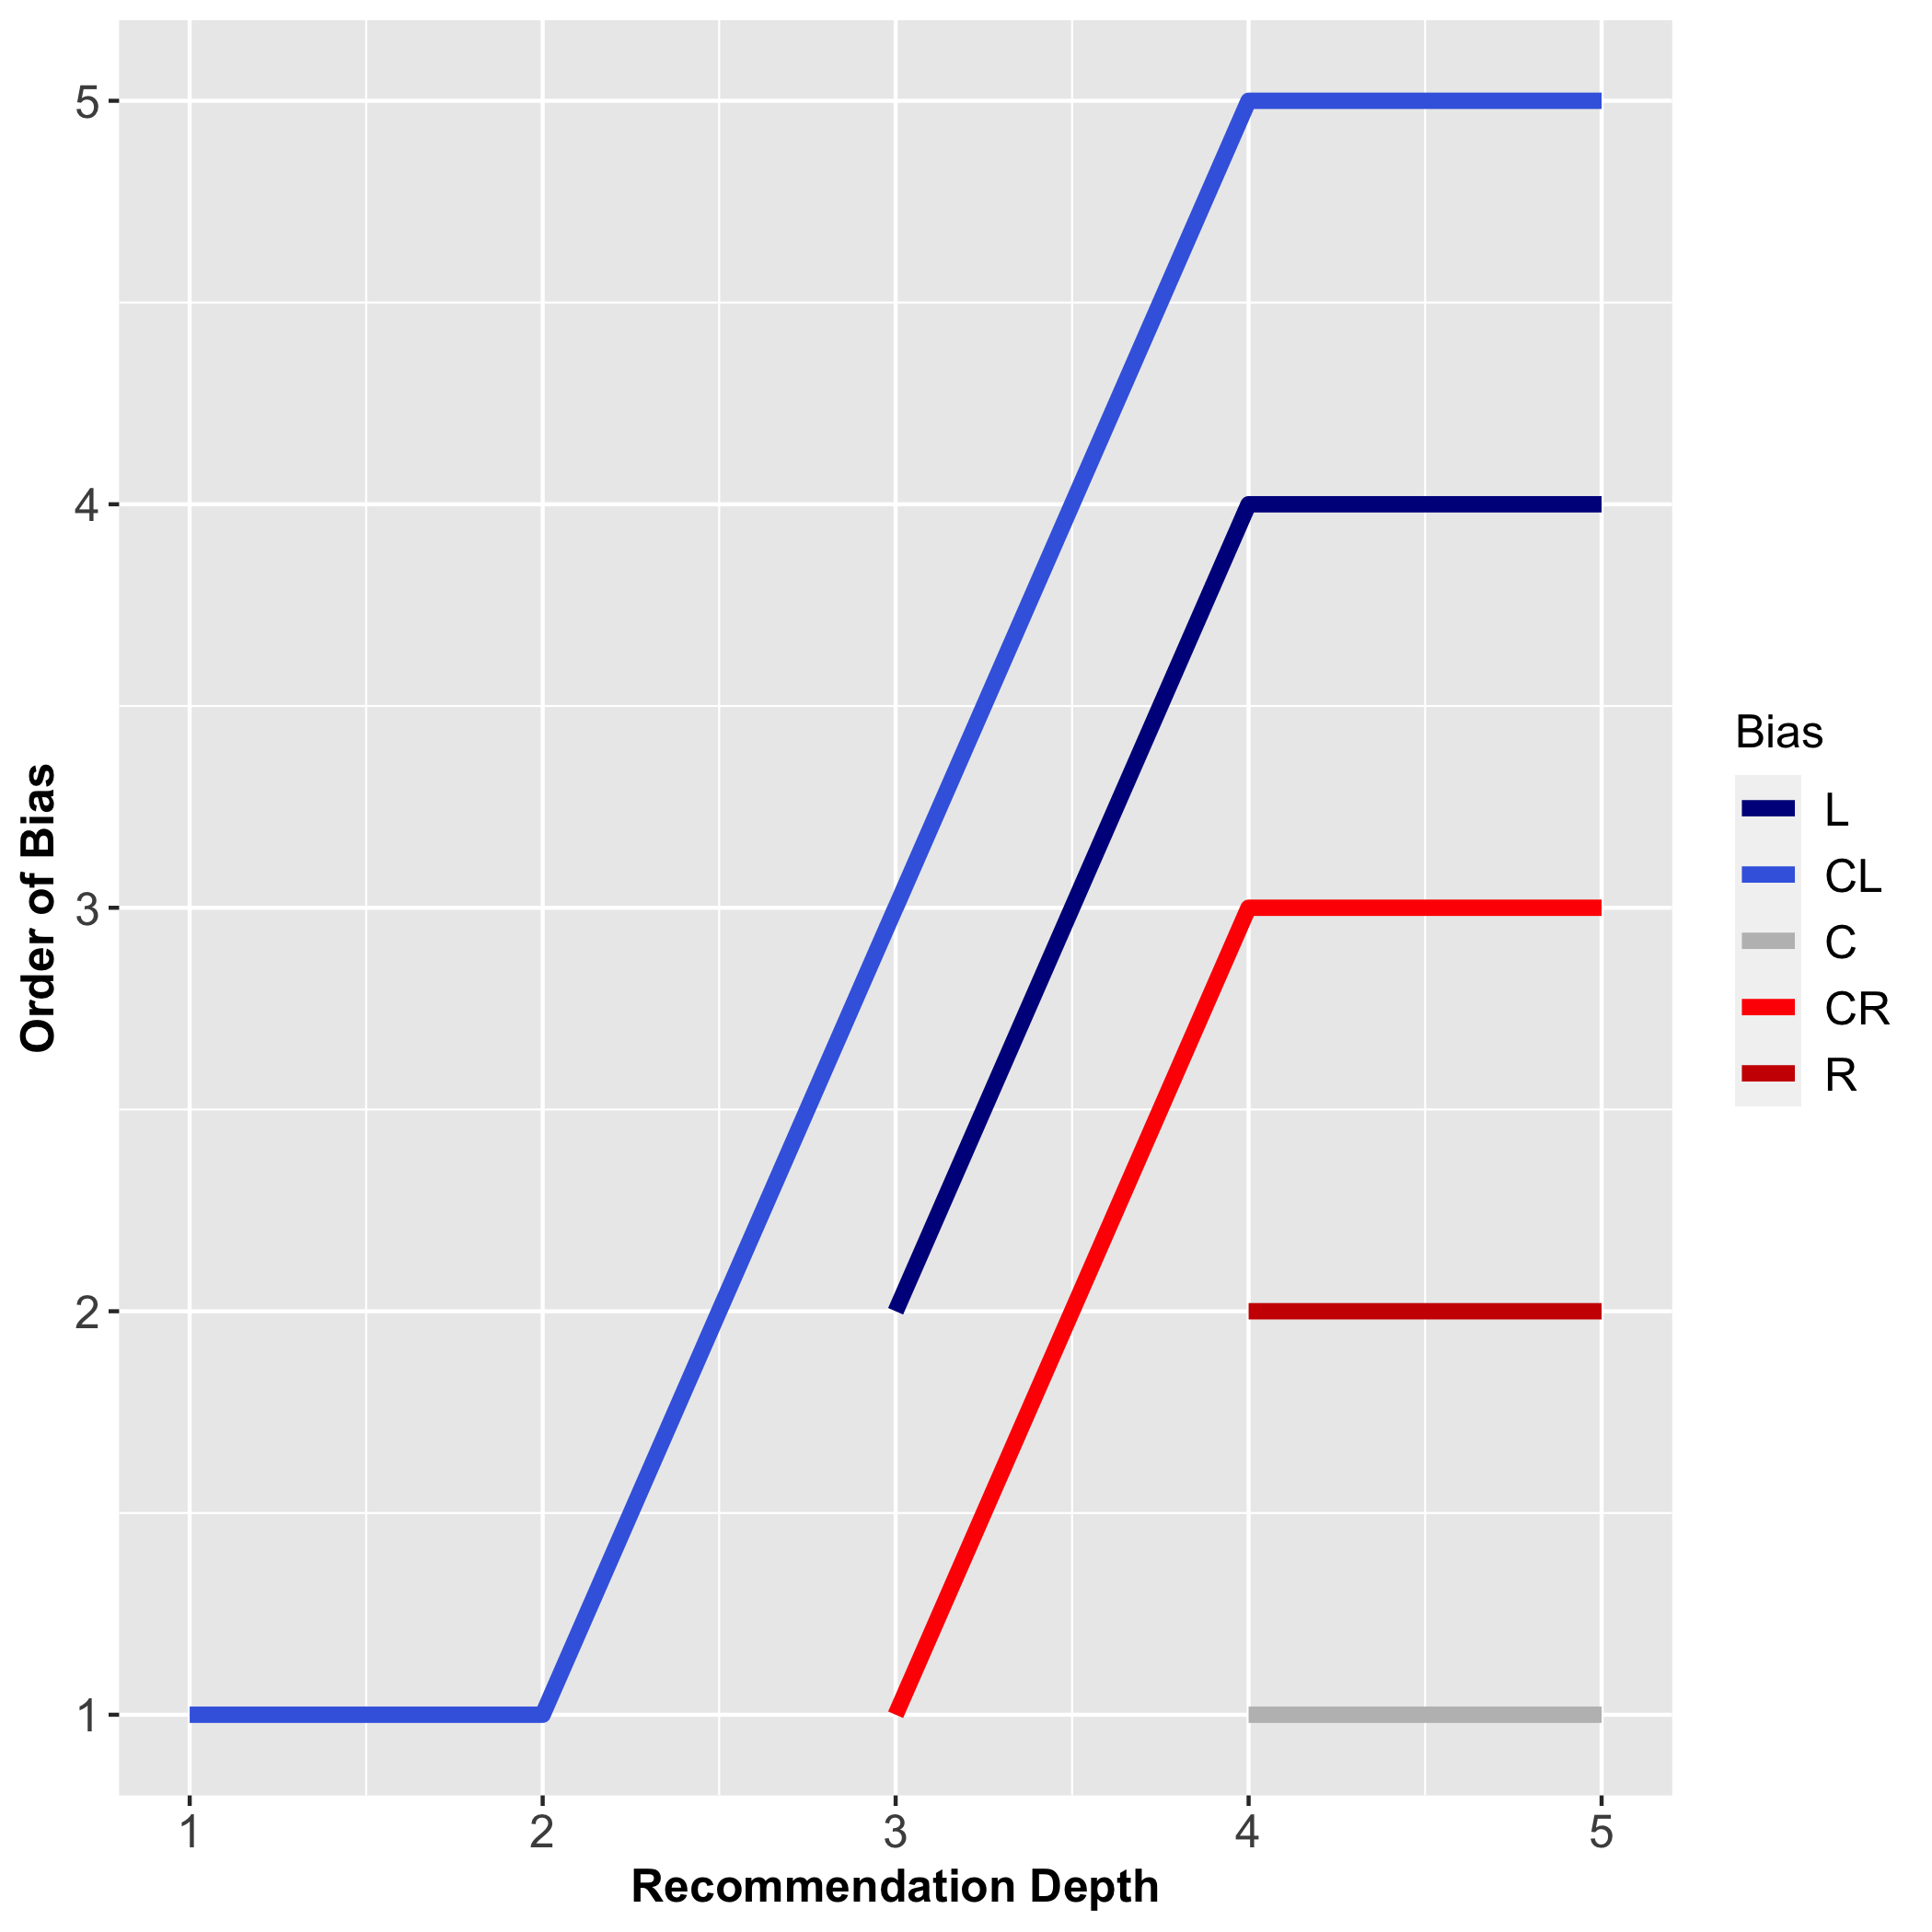 5
4
3
2
1
Order of Bias
1 2 3 4 5
Recommendation Depth
Bias
L
CL
C
CR
R